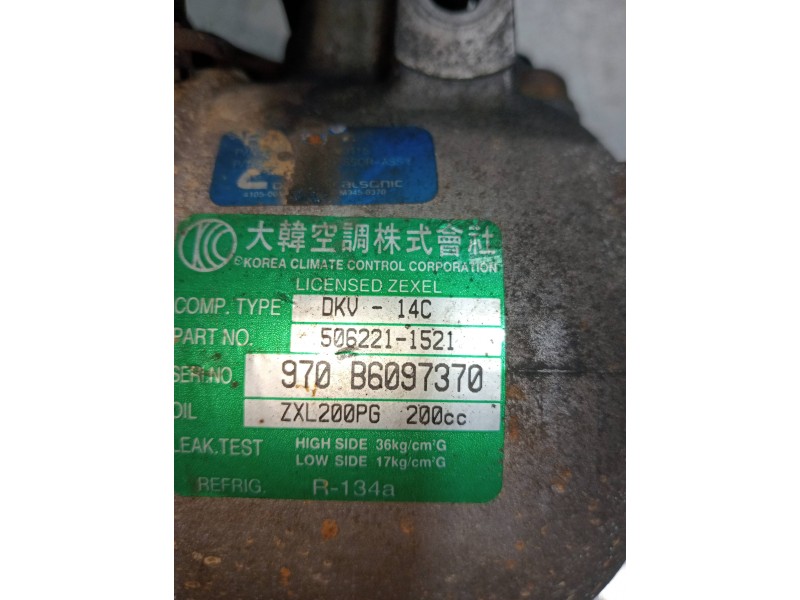 KCC 大韓空調株式會社
KOREA CLIMATE CONTROL CORPORATION
LICENSED ZEXEL
COMP. TYPE DKV - 14C
PART NO. 506221-1521
SERI.NO. 970 B6097370
OIL ZXL200PG 200cc
LEAK.TEST HIGH SIDE 36kg/cm²G
LOW SIDE 17kg/cm²G
REFRIG. R-134a